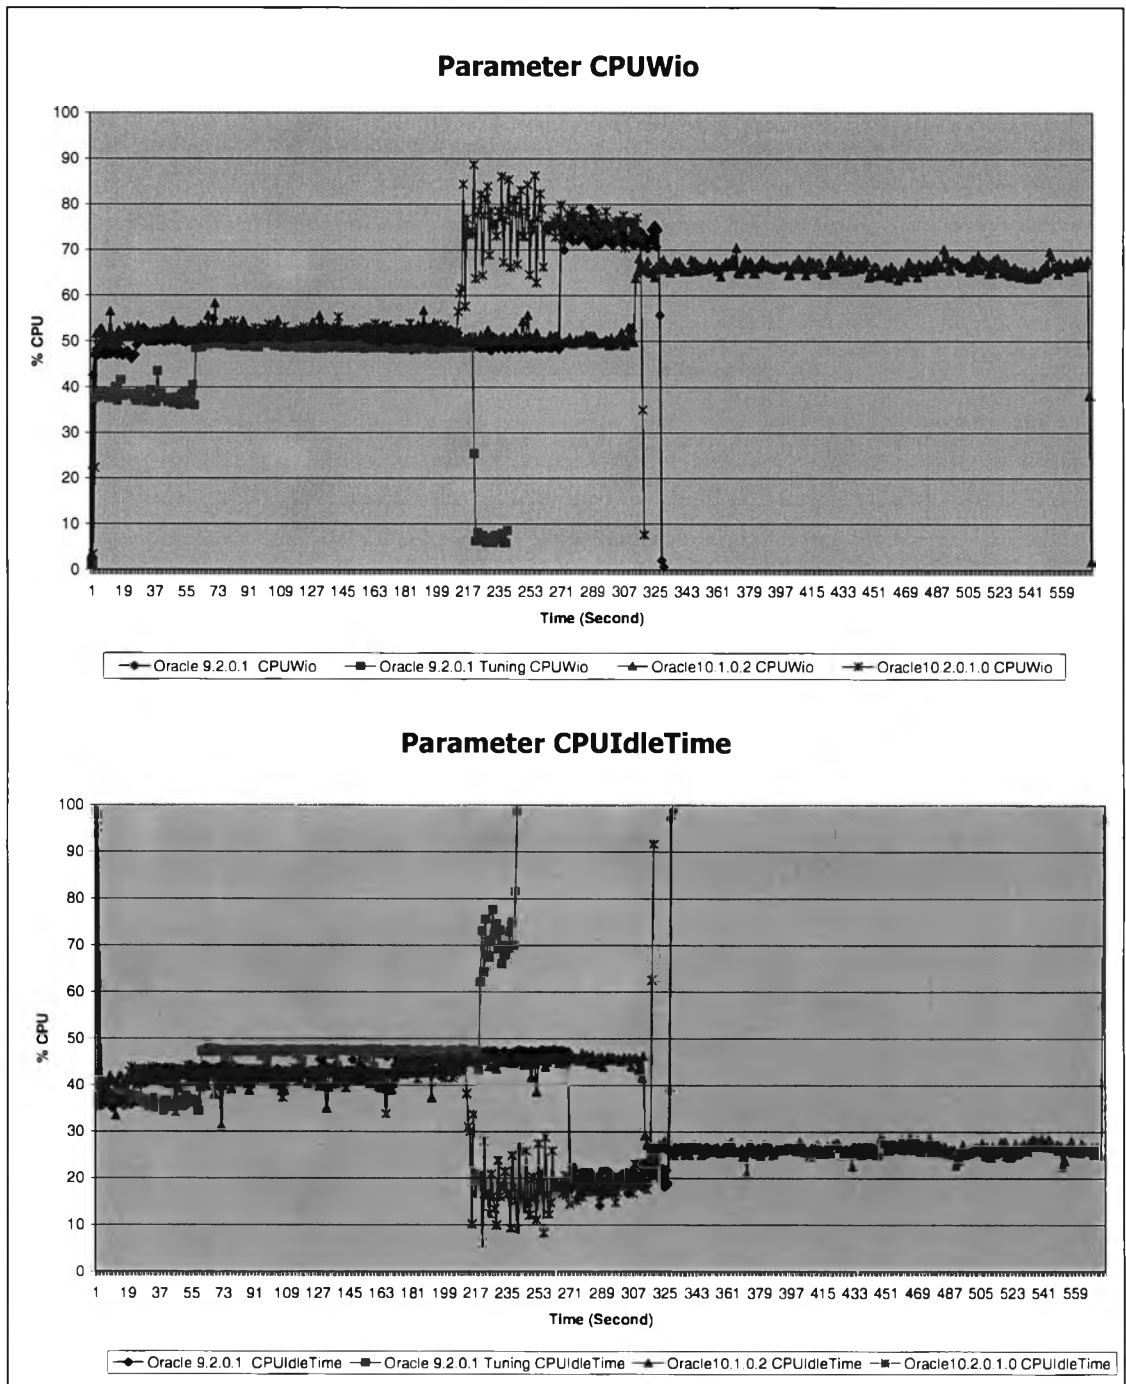 Parameter CPUWio
100
90
80
70
60
50
40
30
20
10
0
% CPU
1 19 37 55 73 91 109 127 145 163 181 199 217 235 253 271 289 307 325 343 361 379 397 415 433 451 469 487 505 523 541 559
Time (Second)
Oracle 9.2.0.1 CPUWio Oracle 9.2.0.1 Tuning CPUWio Oracle10.1.0.2 CPUWio Oracle10.2.0.1.0 CPUWio
Parameter CPUIdleTime
100
90
80
70
60
50
40
30
20
10
0
% CPU
1 19 37 55 73 91 109 127 145 163 181 199 217 235 253 271 289 307 325 343 361 379 397 415 433 451 469 487 505 523 541 559
Time (Second)
Oracle 9.2.0.1 CPUIdleTime Oracle 9.2.0.1 Tuning CPUIdleTime Oracle10.1.0.2 CPUIdleTime Oracle10.2.0.1.0 CPUIdleTime